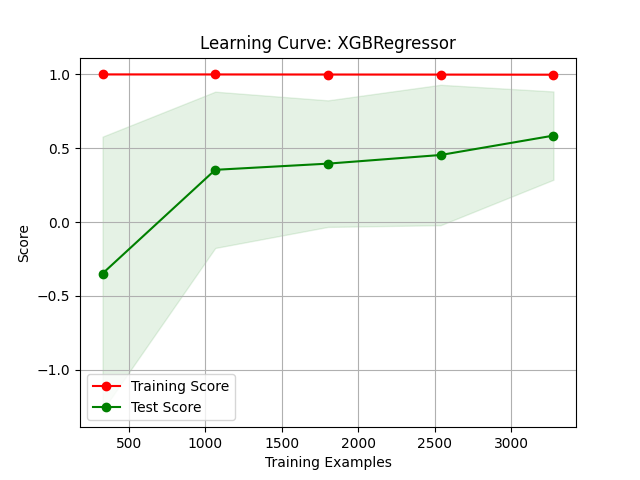 Learning Curve: XGBRegressor
1.0
0.5
0.0
−0.5
−1.0
Score
Training Score
Test Score
500
1000
1500
2000
2500
3000
Training Examples